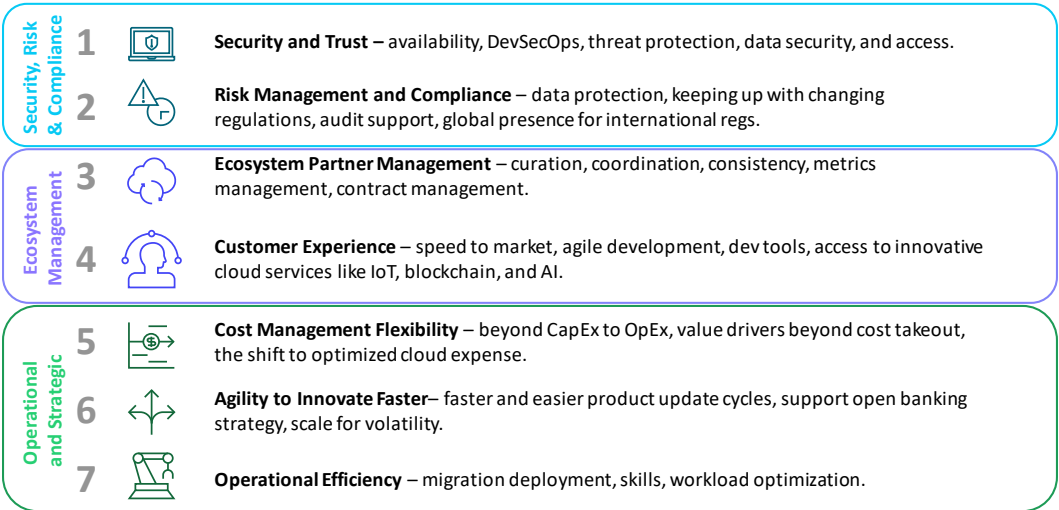 Security, Risk
& Compliance
1
Security and Trust – availability, DevSecOps, threat protection, data security, and access.
2
Risk Management and Compliance – data protection, keeping up with changing
regulations, audit support, global presence for international regs.
Ecosystem
Management
3
Ecosystem Partner Management – curation, coordination, consistency, metrics
management, contract management.
4
Customer Experience – speed to market, agile development, dev tools, access to innovative
cloud services like IoT, blockchain, and AI.
Operational
and Strategic
5
$
Cost Management Flexibility – beyond CapEx to OpEx, value drivers beyond cost takeout,
the shift to optimized cloud expense.
6
Agility to Innovate Faster– faster and easier product update cycles, support open banking
strategy, scale for volatility.
7
Operational Efficiency – migration deployment, skills, workload optimization.